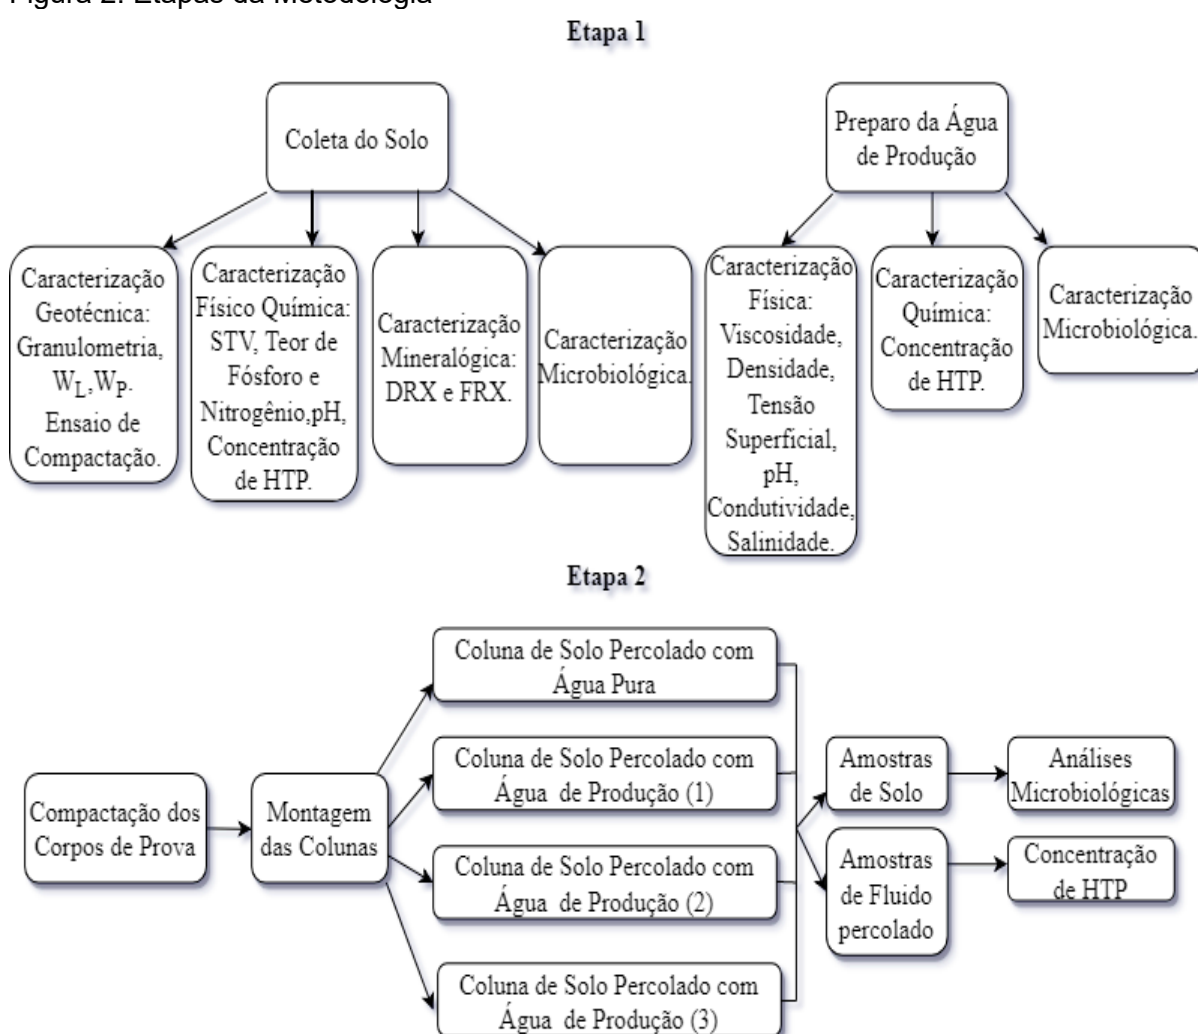 Figura 2: Etapas da Metodologia
Etapa 1
Coleta do Solo
Preparo da Água
de Produção
Caracterização
Geotécnica:
Granulometria,
W_L,W_P.
Ensaio de
Compactação.
Caracterização
Físico Química:
STV, Teor de
Fósforo e
Nitrogênio,pH,
Concentração
de HTP.
Caracterização
Mineralógica:
DRX e FRX.
Caracterização
Microbiológica.
Caracterização
Física:
Viscosidade,
Densidade,
Tensão
Superficial,
pH,
Condutividade,
Salinidade.
Caracterização
Química:
Concentração
de HTP.
Caracterização
Microbiológica.
Etapa 2
Compactação dos
Corpos de Prova
Montagem
das Colunas
Coluna de Solo Percolado com
Água Pura
Coluna de Solo Percolado com
Água de Produção (1)
Coluna de Solo Percolado com
Água de Produção (2)
Coluna de Solo Percolado com
Água de Produção (3)
Amostras
de Solo
Análises
Microbiológicas
Amostras
de Fluido
percolado
Concentração
de HTP